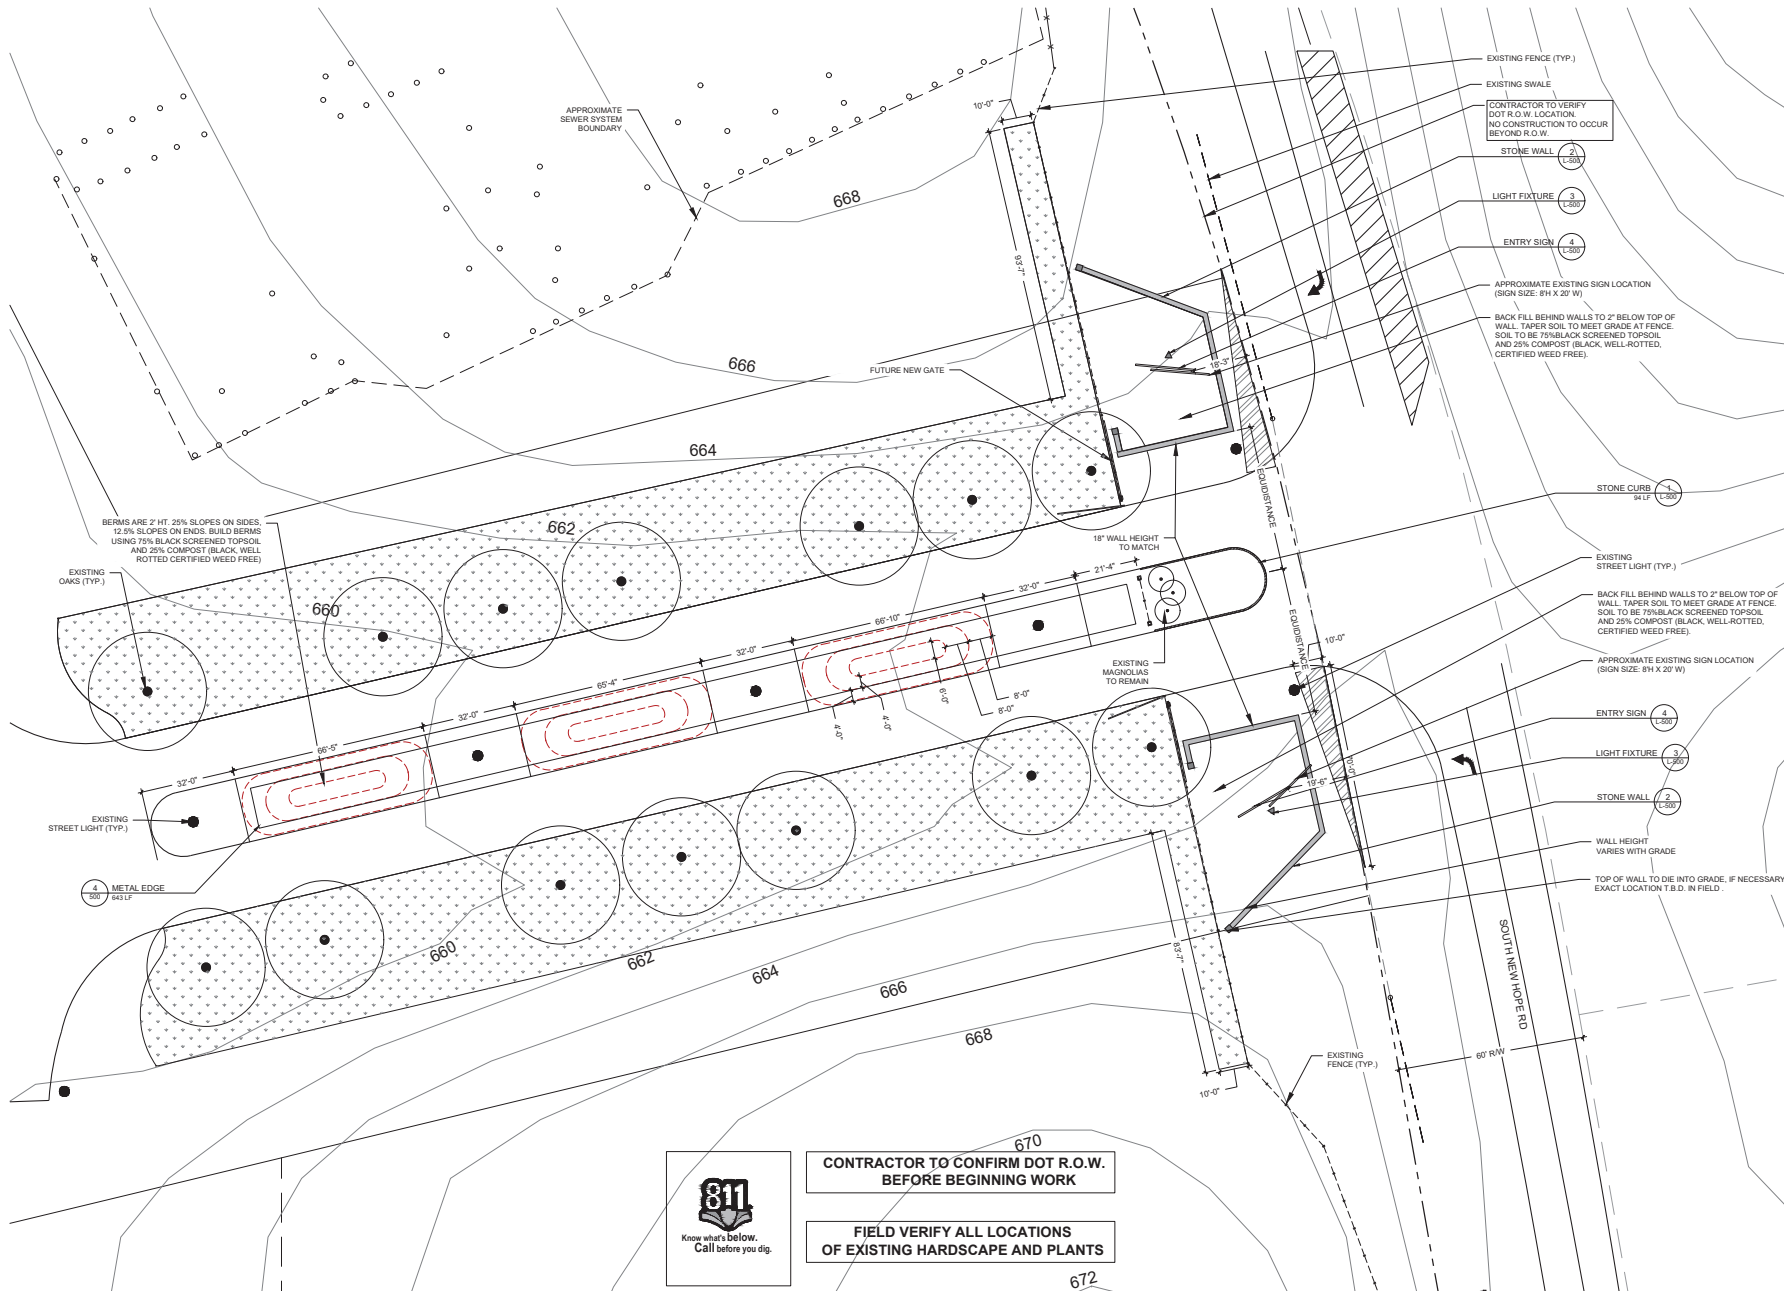 EXISTING FENCE (TYP.)
EXISTING SWALE
CONTRACTOR TO VERIFY
DOT R.O.W. LOCATION.
NO CONSTRUCTION TO OCCUR
BEYOND R.O.W.
STONE WALL
2
L-500
LIGHT FIXTURE
3
L-500
ENTRY SIGN
4
L-500
APPROXIMATE EXISTING SIGN LOCATION
(SIGN SIZE: 8'H X 20' W)
BACK FILL BEHIND WALLS TO 2" BELOW TOP OF
WALL. TAPER SOIL TO MEET GRADE AT FENCE.
SOIL TO BE 75%BLACK SCREENED TOPSOIL
AND 25% COMPOST (BLACK, WELL-ROTTED,
CERTIFIED WEED FREE).
APPROXIMATE
SEWER SYSTEM
BOUNDARY
10'-0"
668
93'-7"
666
FUTURE NEW GATE
18'-3"
664
EQUIDISTANCE
STONE CURB
94 LF
1
L-500
662
BERMS ARE 2' HT. 25% SLOPES ON SIDES,
12.5% SLOPES ON ENDS. BUILD BERMS
USING 75% BLACK SCREENED TOPSOIL
AND 25% COMPOST (BLACK, WELL
ROTTED CERTIFIED WEED FREE)
EXISTING
OAKS (TYP.)
660
18" WALL HEIGHT
TO MATCH
21'-4"
32'-0"
66'-10"
32'-0"
65'-4"
32'-0"
66'-5"
32'-0"
EXISTING
STREET LIGHT (TYP.)
BACK FILL BEHIND WALLS TO 2" BELOW TOP OF
WALL. TAPER SOIL TO MEET GRADE AT FENCE.
SOIL TO BE 75%BLACK SCREENED TOPSOIL
AND 25% COMPOST (BLACK, WELL-ROTTED,
CERTIFIED WEED FREE).
EQUIDISTANCE
10'-0"
EXISTING
MAGNOLIAS
TO REMAIN
APPROXIMATE EXISTING SIGN LOCATION
(SIGN SIZE: 8'H X 20' W)
6'-0"
8'-0"
8'-0"
4'-0"
4'-0"
ENTRY SIGN
4
L-500
LIGHT FIXTURE
3
L-500
70'-0"
19'-6"
STONE WALL
2
L-500
EXISTING
STREET LIGHT (TYP.)
WALL HEIGHT
VARIES WITH GRADE
TOP OF WALL TO DIE INTO GRADE, IF NECESSARY
EXACT LOCATION T.B.D. IN FIELD .
4
500
METAL EDGE
643 LF
83'-7"
660
662
664
666
668
SOUTH NEW HOPE RD
60' R/W
EXISTING
FENCE (TYP.)
10'-0"
670
672
811
Know what's below.
Call before you dig.
CONTRACTOR TO CONFIRM DOT R.O.W.
BEFORE BEGINNING WORK
FIELD VERIFY ALL LOCATIONS
OF EXISTING HARDSCAPE AND PLANTS